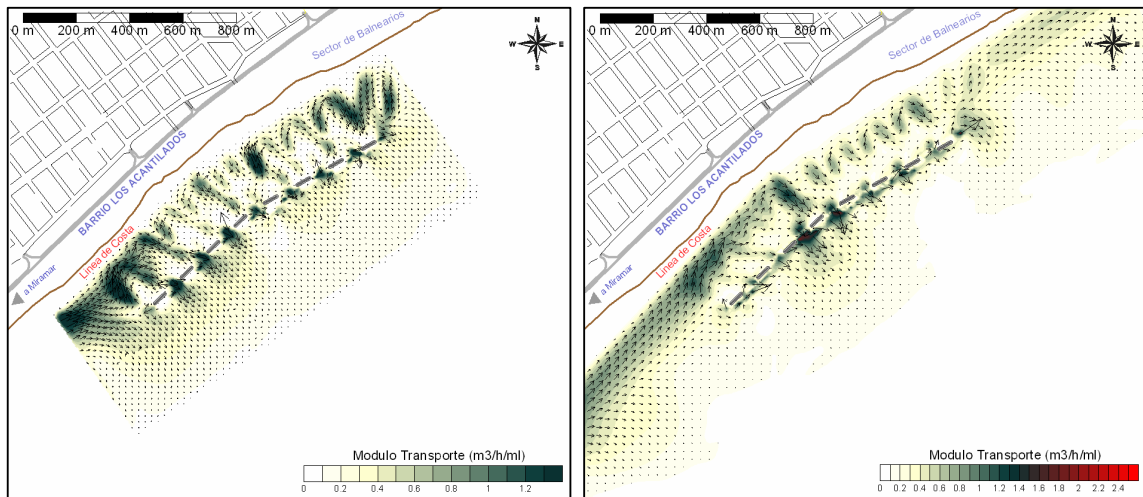 0 m 200 m 400 m 600 m 800 m
N
W E
S
Sector de Balnearios
BARRIO LOS ACANTILADOS
Línea de Costa
a Miramar
Modulo Transporte (m3/h/ml)
0 0.2 0.4 0.6 0.8 1 1.2
0 m 200 m 400 m 600 m 800 m
N
W E
S
Sector de Balnearios
BARRIO LOS ACANTILADOS
Línea de Costa
a Miramar
Modulo Transporte (m3/h/ml)
0 0.2 0.4 0.6 0.8 1 1.2 1.4 1.6 1.8 2 2.2 2.4